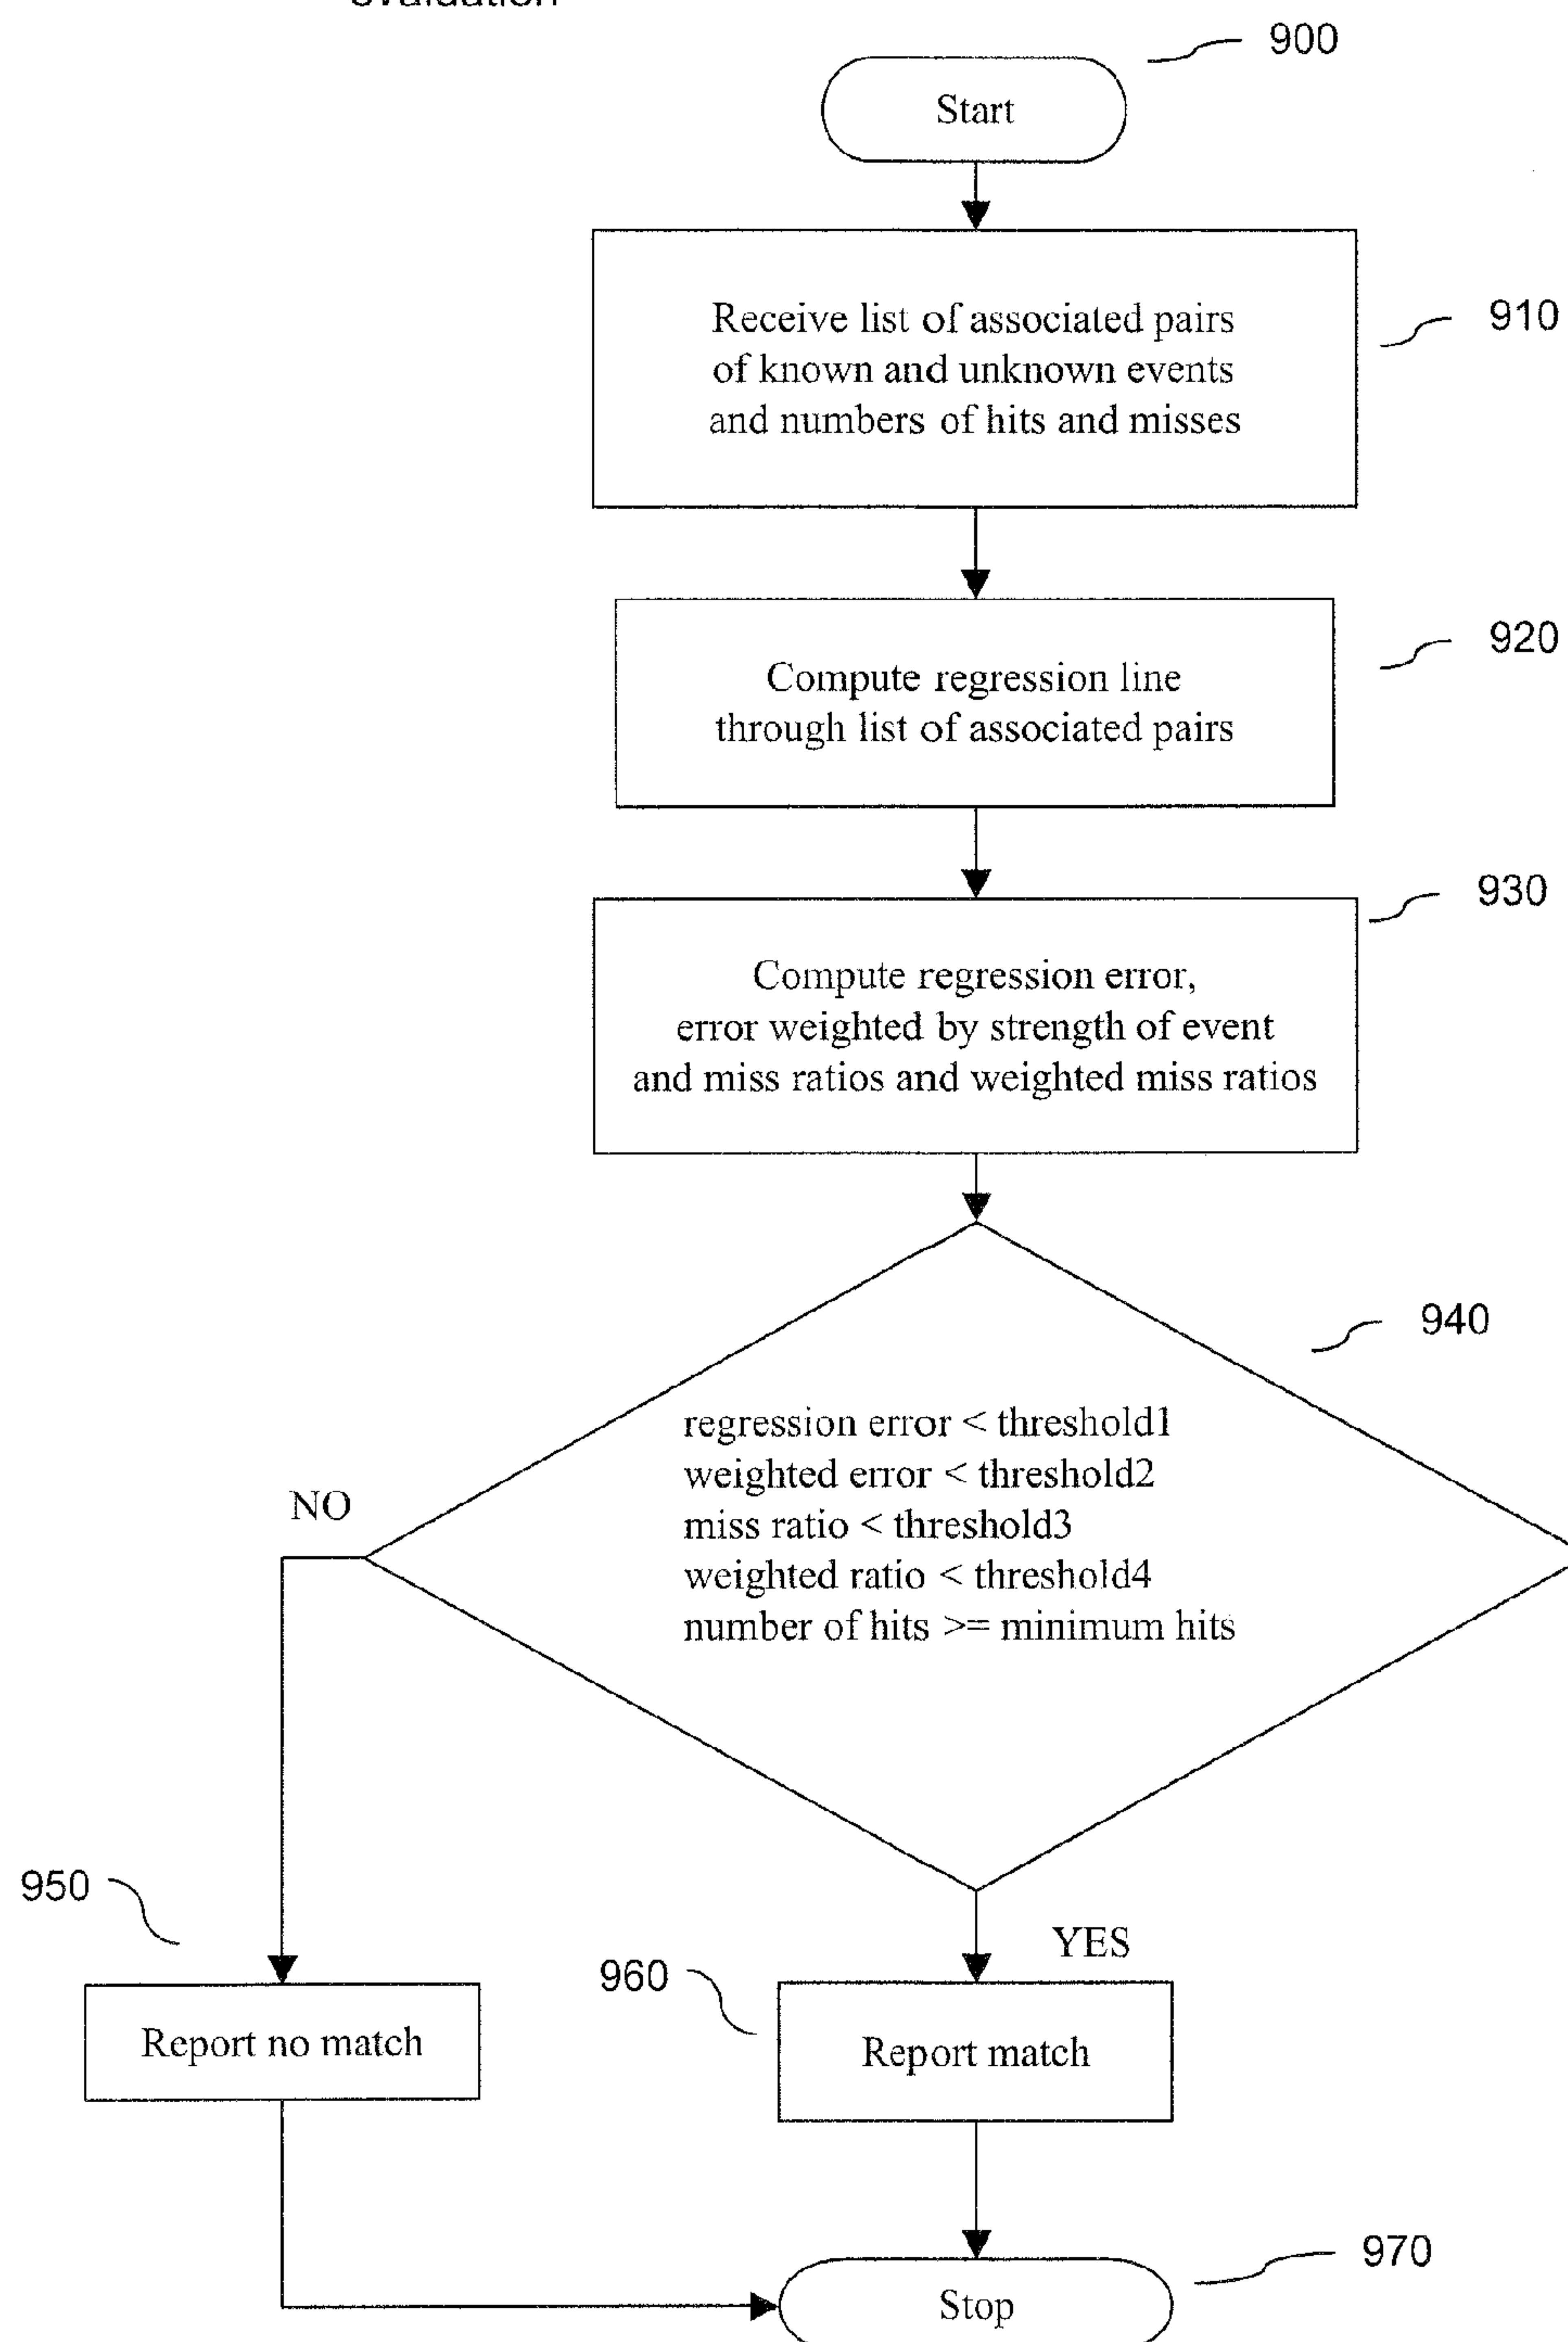 evaluation
900
Start
Receive list of associated pairs
of known and unknown events
and numbers of hits and misses
910
Compute regression line
through list of associated pairs
920
Compute regression error,
error weighted by strength of event
and miss ratios and weighted miss ratios
930
940
regression error < threshold1
weighted error < threshold2
miss ratio < threshold3
weighted ratio < threshold4
number of hits >= minimum hits
NO
YES
950
Report no match
960
Report match
970
Stop